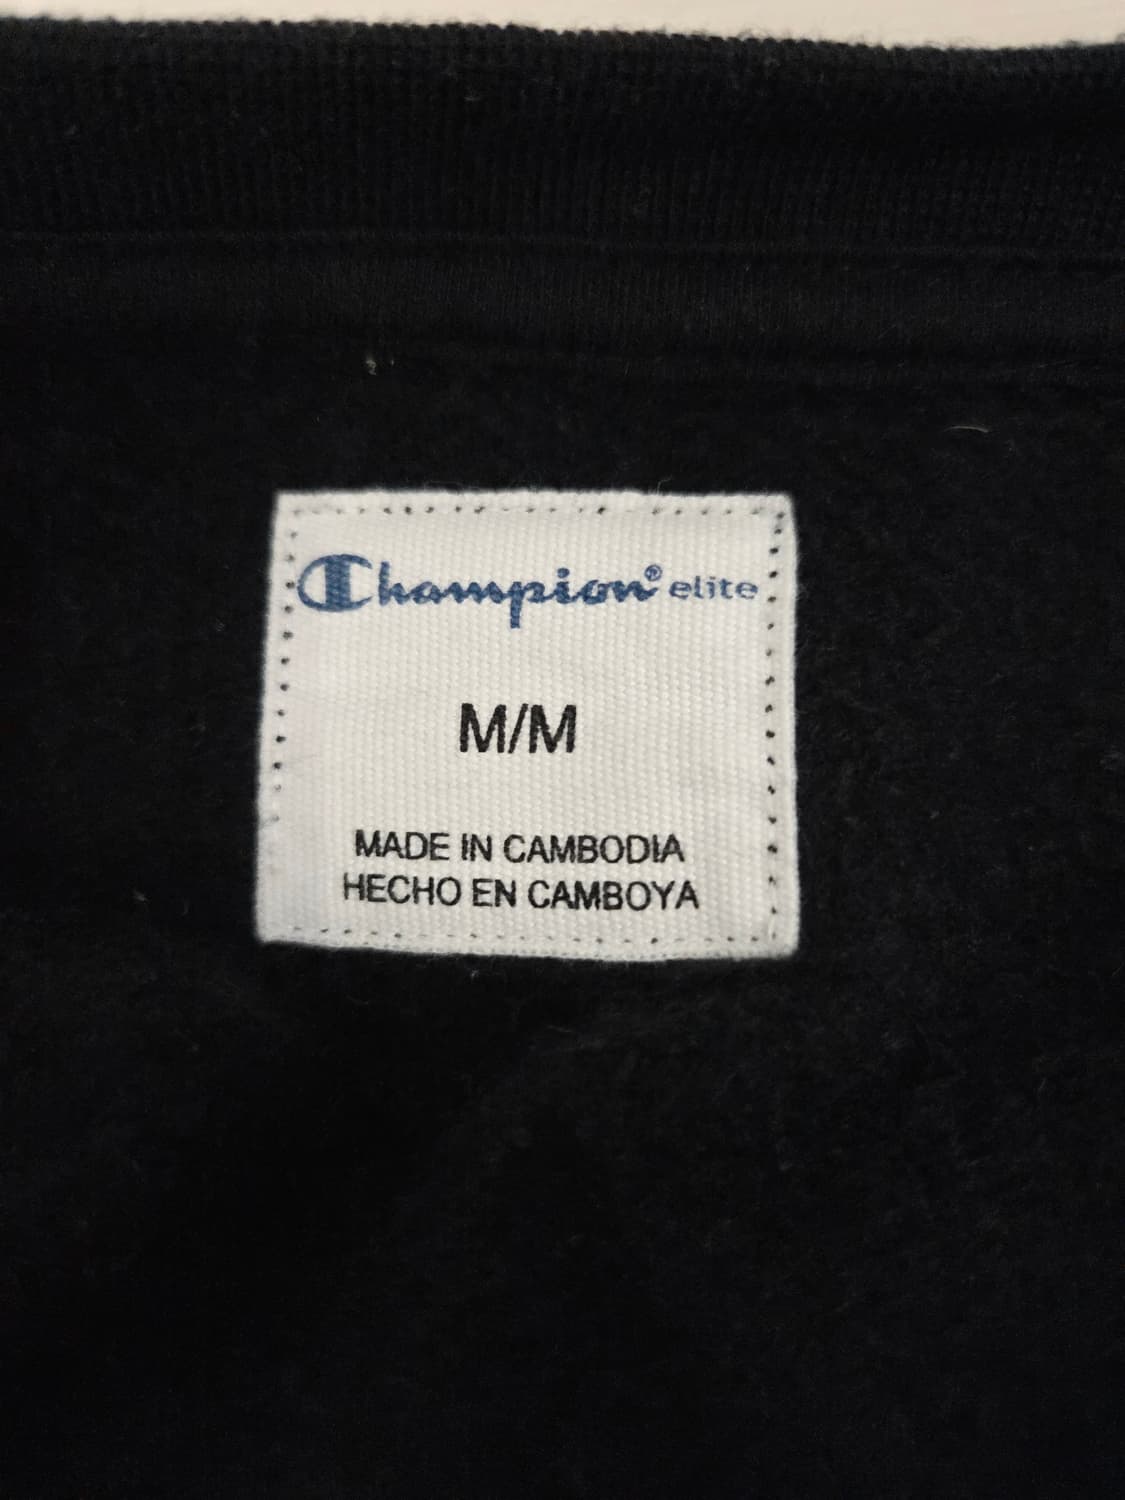 Champion® elite
M/M
MADE IN CAMBODIA
HECHO EN CAMBOYA